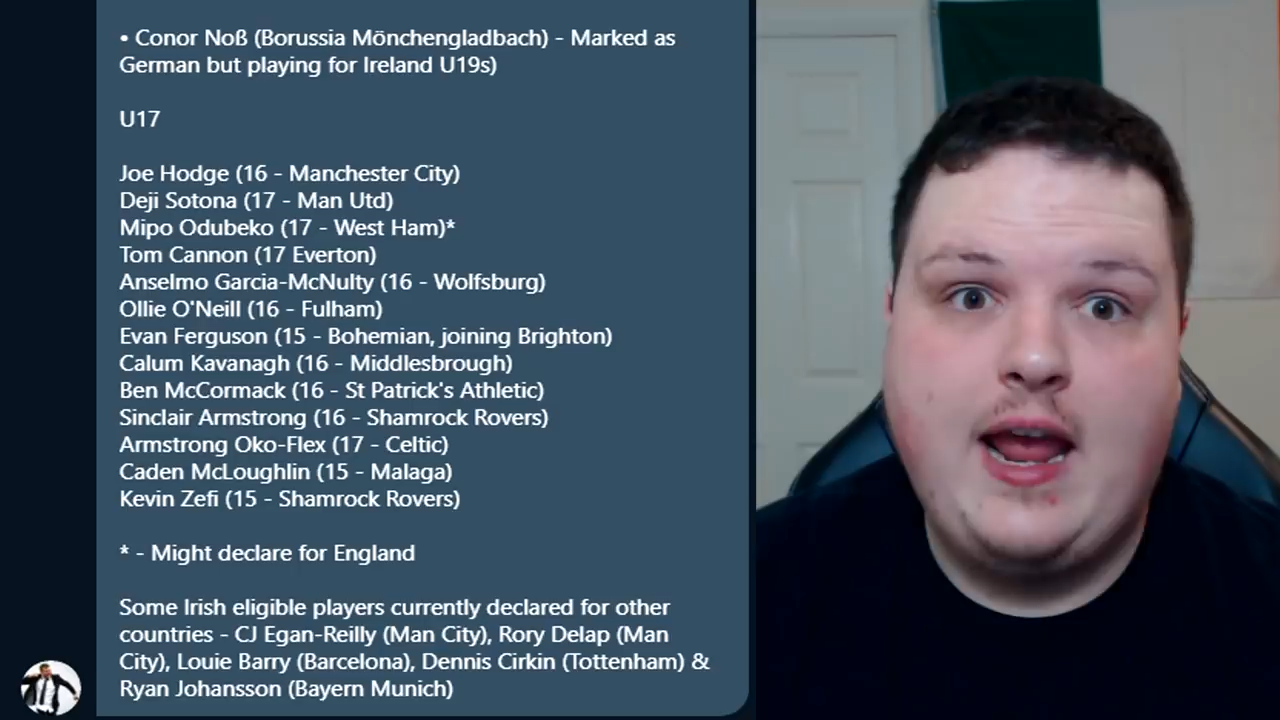 • Conor Noß (Borussia Mönchengladbach) - Marked as
German but playing for Ireland U19s)
U17
Joe Hodge (16 - Manchester City)
Deji Sotona (17 - Man Utd)
Mipo Odubeko (17 - West Ham)*
Tom Cannon (17 Everton)
Anselmo Garcia-McNulty (16 - Wolfsburg)
Ollie O'Neill (16 - Fulham)
Evan Ferguson (15 - Bohemian, joining Brighton)
Calum Kavanagh (16 - Middlesbrough)
Ben McCormack (16 - St Patrick's Athletic)
Sinclair Armstrong (16 - Shamrock Rovers)
Armstrong Oko-Flex (17 - Celtic)
Caden McLoughlin (15 - Malaga)
Kevin Zefi (15 - Shamrock Rovers)
* - Might declare for England
Some Irish eligible players currently declared for other
countries - CJ Egan-Reilly (Man City), Rory Delap (Man
City), Louie Barry (Barcelona), Dennis Cirkin (Tottenham) &
Ryan Johansson (Bayern Munich)